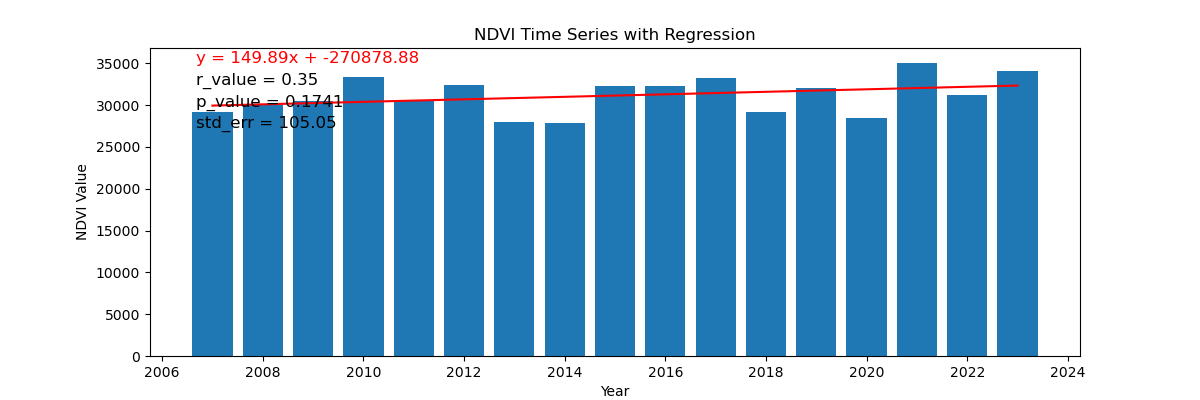 NDVI Time Series with Regression
y = 149.89x + -270878.88
r_value = 0.35
p_value = 0.1741
std_err = 105.05
NDVI Value
35000
30000
25000
20000
15000
10000
5000
0
2006 2008 2010 2012 2014 2016 2018 2020 2022 2024
Year